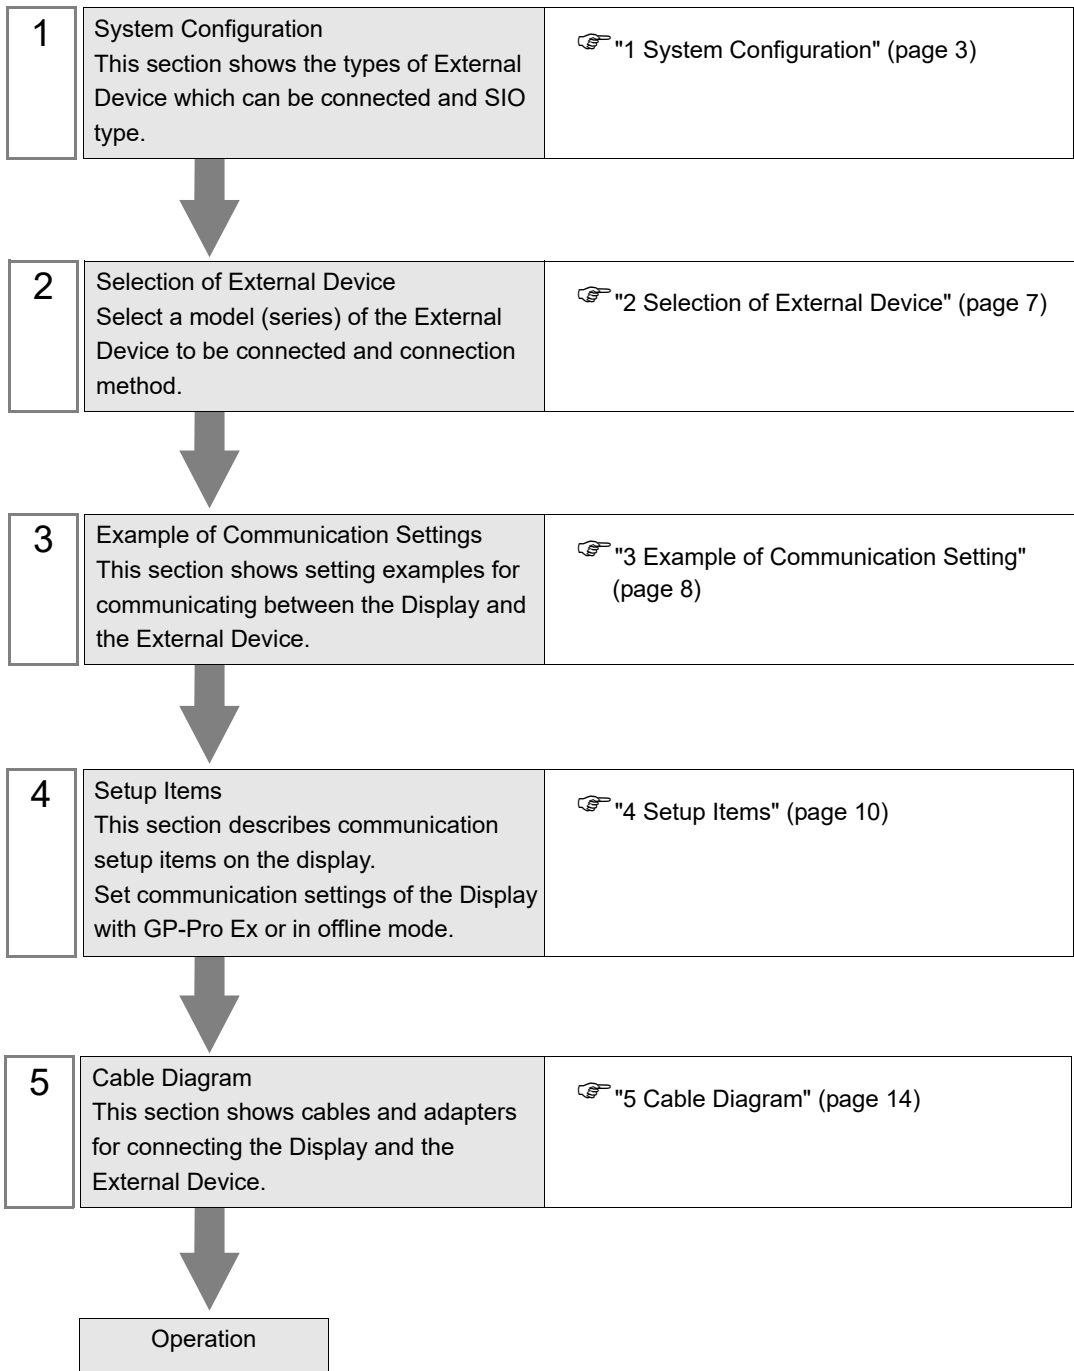 1
System Configuration
This section shows the types of External
Device which can be connected and SIO
type.
"1 System Configuration" (page 3)
2
Selection of External Device
Select a model (series) of the External
Device to be connected and connection
method.
"2 Selection of External Device" (page 7)
3
Example of Communication Settings
This section shows setting examples for
communicating between the Display and
the External Device.
"3 Example of Communication Setting"
(page 8)
4
Setup Items
This section describes communication
setup items on the display.
Set communication settings of the Display
with GP-Pro Ex or in offline mode.
"4 Setup Items" (page 10)
5
Cable Diagram
This section shows cables and adapters
for connecting the Display and the
External Device.
"5 Cable Diagram" (page 14)
Operation